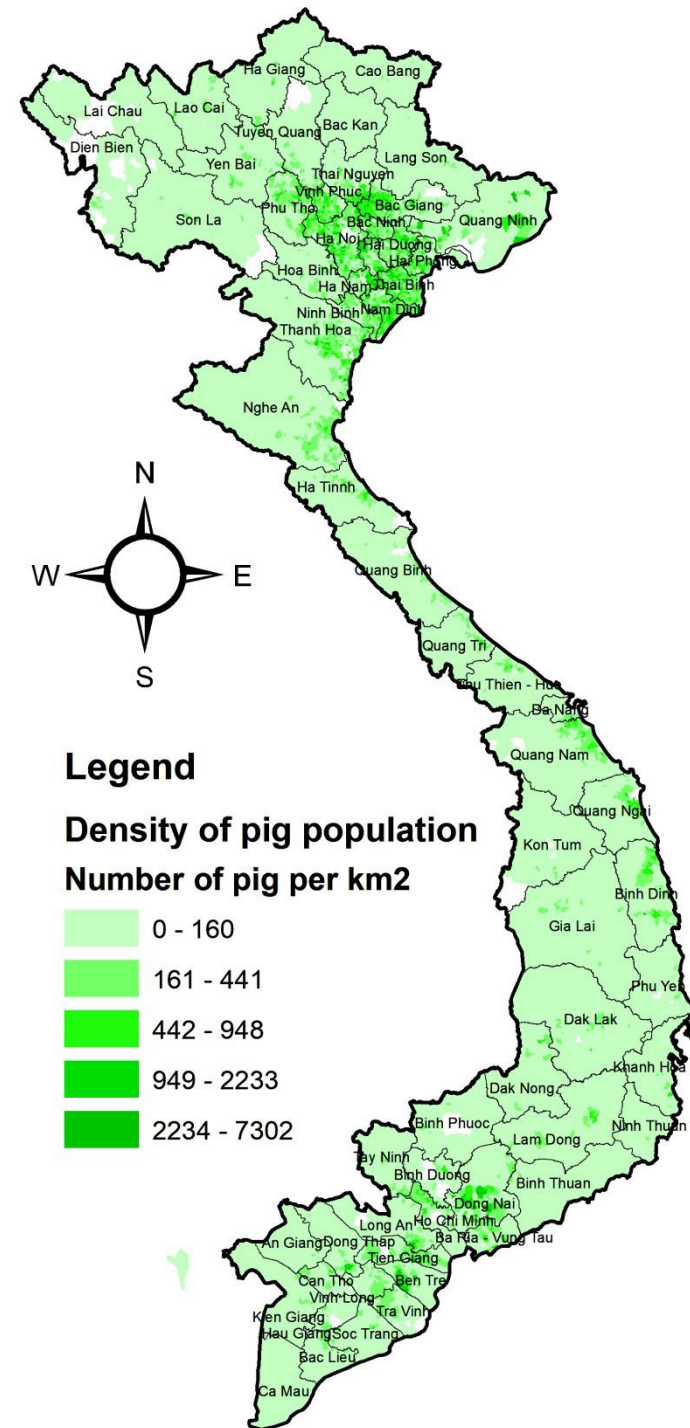 Ha Giang
Cao Bang
Lai Chau
Lao Cai
Tuyen Quang
Bac Kan
Dien Bien
Yen Bai
Lang Son
Thai Nguyen
Vinh Phuc
Phu Tho
Bac Giang
Son La
Bac Ninh
Quang Ninh
Ha Noi
Hai Duong
Hai Phong
Hoa Binh
Ha Nam
Thai Binh
Ninh Binh
Nam Dinh
Thanh Hoa
Nghe An
N
Ha Tinnh
W
E
Quang Binh
S
Quang Tri
Thu Thien - Hue
Da Nang
Quang Nam
Legend
Density of pig population
Number of pig per km2
0 - 160
161 - 441
442 - 948
949 - 2233
2234 - 7302
Quang Ngai
Kon Tum
Binh Dinh
Gia Lai
Phu Yen
Dak Lak
Khanh Hoa
Dak Nong
Binh Phuoc
Lam Dong
Ninh Thuan
Tay Ninh
Binh Duong
Binh Thuan
Dong Nai
Long An
Ho Chi Minh
An Giang
Dong Thap
Ba Ria - Vung Tau
Tien Giang
Can Tho
Ben Tre
Vinh Long
Kien Giang
Tra Vinh
Hau Giang
Soc Trang
Bac Lieu
Ca Mau